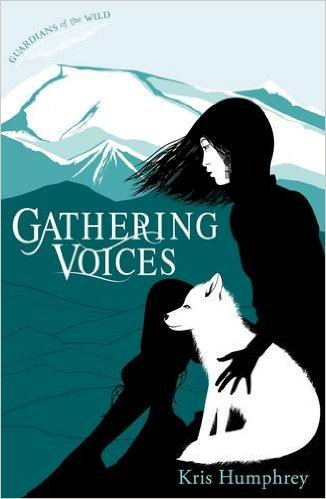 GUARDIANS of the WILD
GATHERING
VOICES
Kris Humphrey